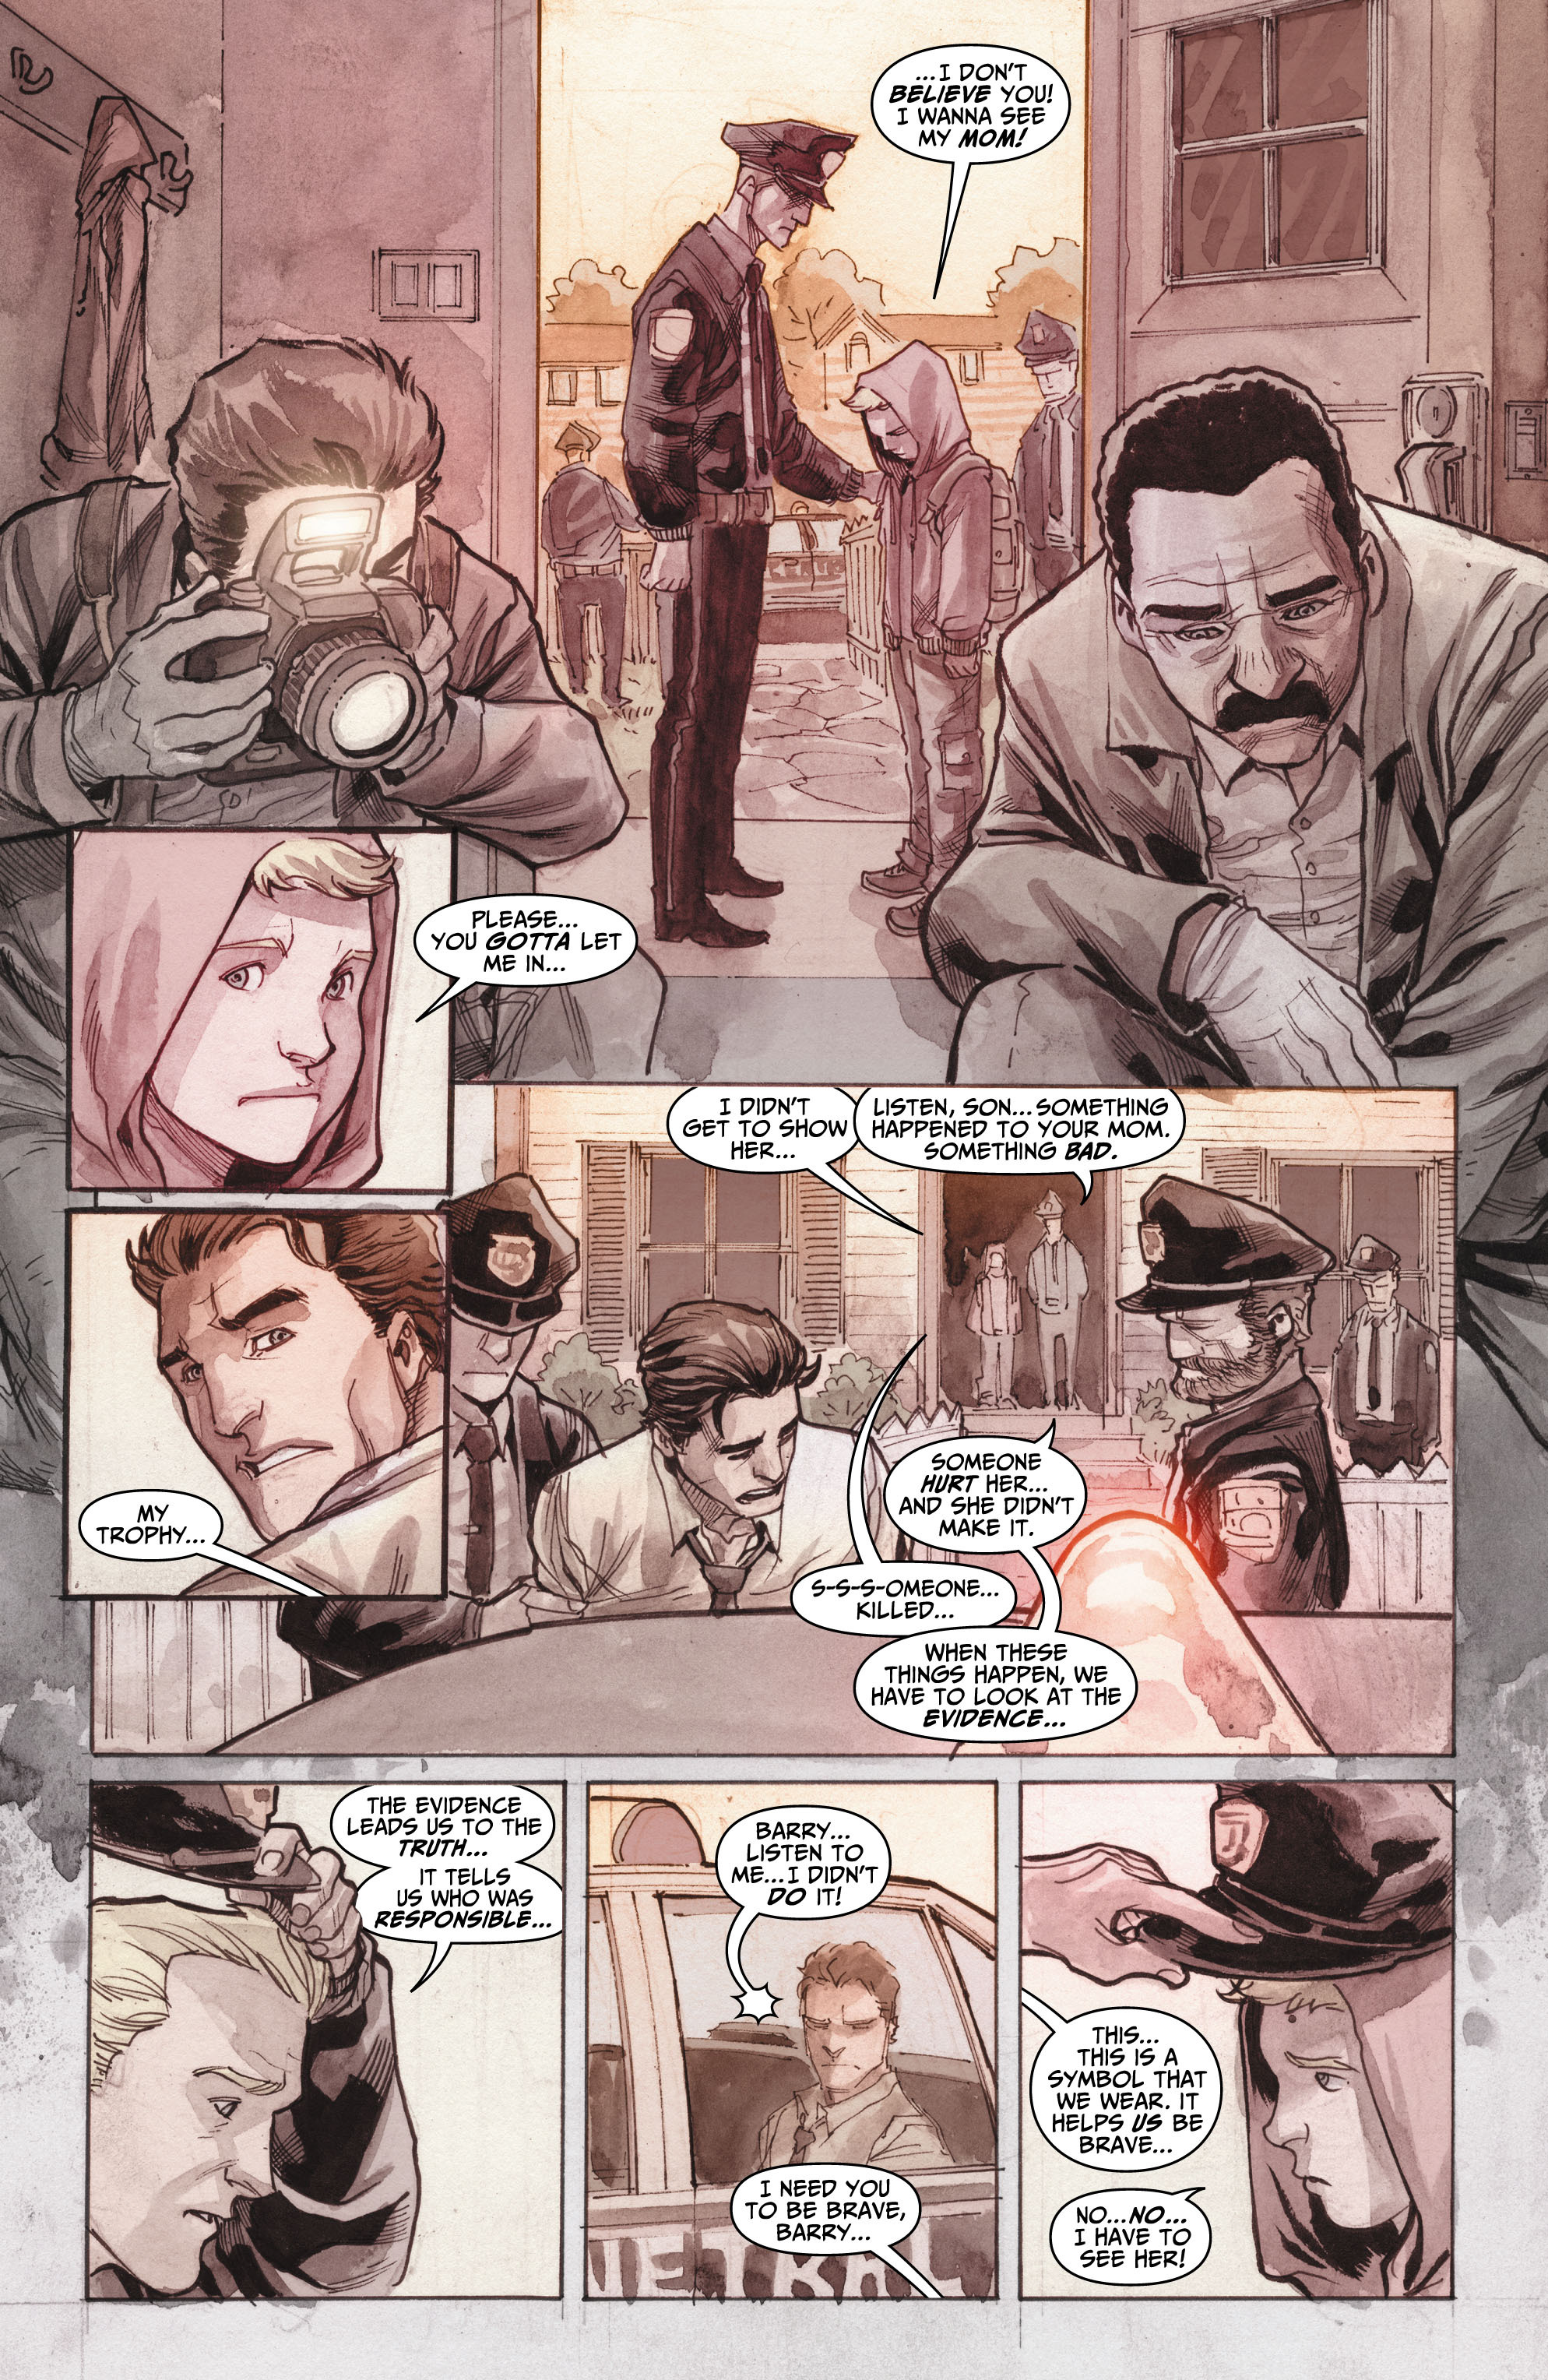 ...I DON'T
BELIEVE YOU!
I WANNA SEE
MY MOM!
PLEASE...
YOU GOTTA LET
ME IN...
MY
TROPHY...
I DIDN'T
GET TO SHOW
HER...
LISTEN, SON...SOMETHING
HAPPENED TO YOUR MOM.
SOMETHING BAD.
SOMEONE
HURT HER...
AND SHE DIDN'T
MAKE IT.
S-S-S-OMEONE...
KILLED...
WHEN THESE
THINGS HAPPEN, WE
HAVE TO LOOK AT THE
EVIDENCE...
THE EVIDENCE
LEADS US TO THE
TRUTH...
IT TELLS
US WHO WAS
RESPONSIBLE...
BARRY...
LISTEN TO
ME...I DIDN'T
DO IT!
I NEED YOU
TO BE BRAVE,
BARRY...
THIS...
THIS IS A
SYMBOL THAT
WE WEAR. IT
HELPS US BE
BRAVE...
NO...NO...
I HAVE TO
SEE HER!